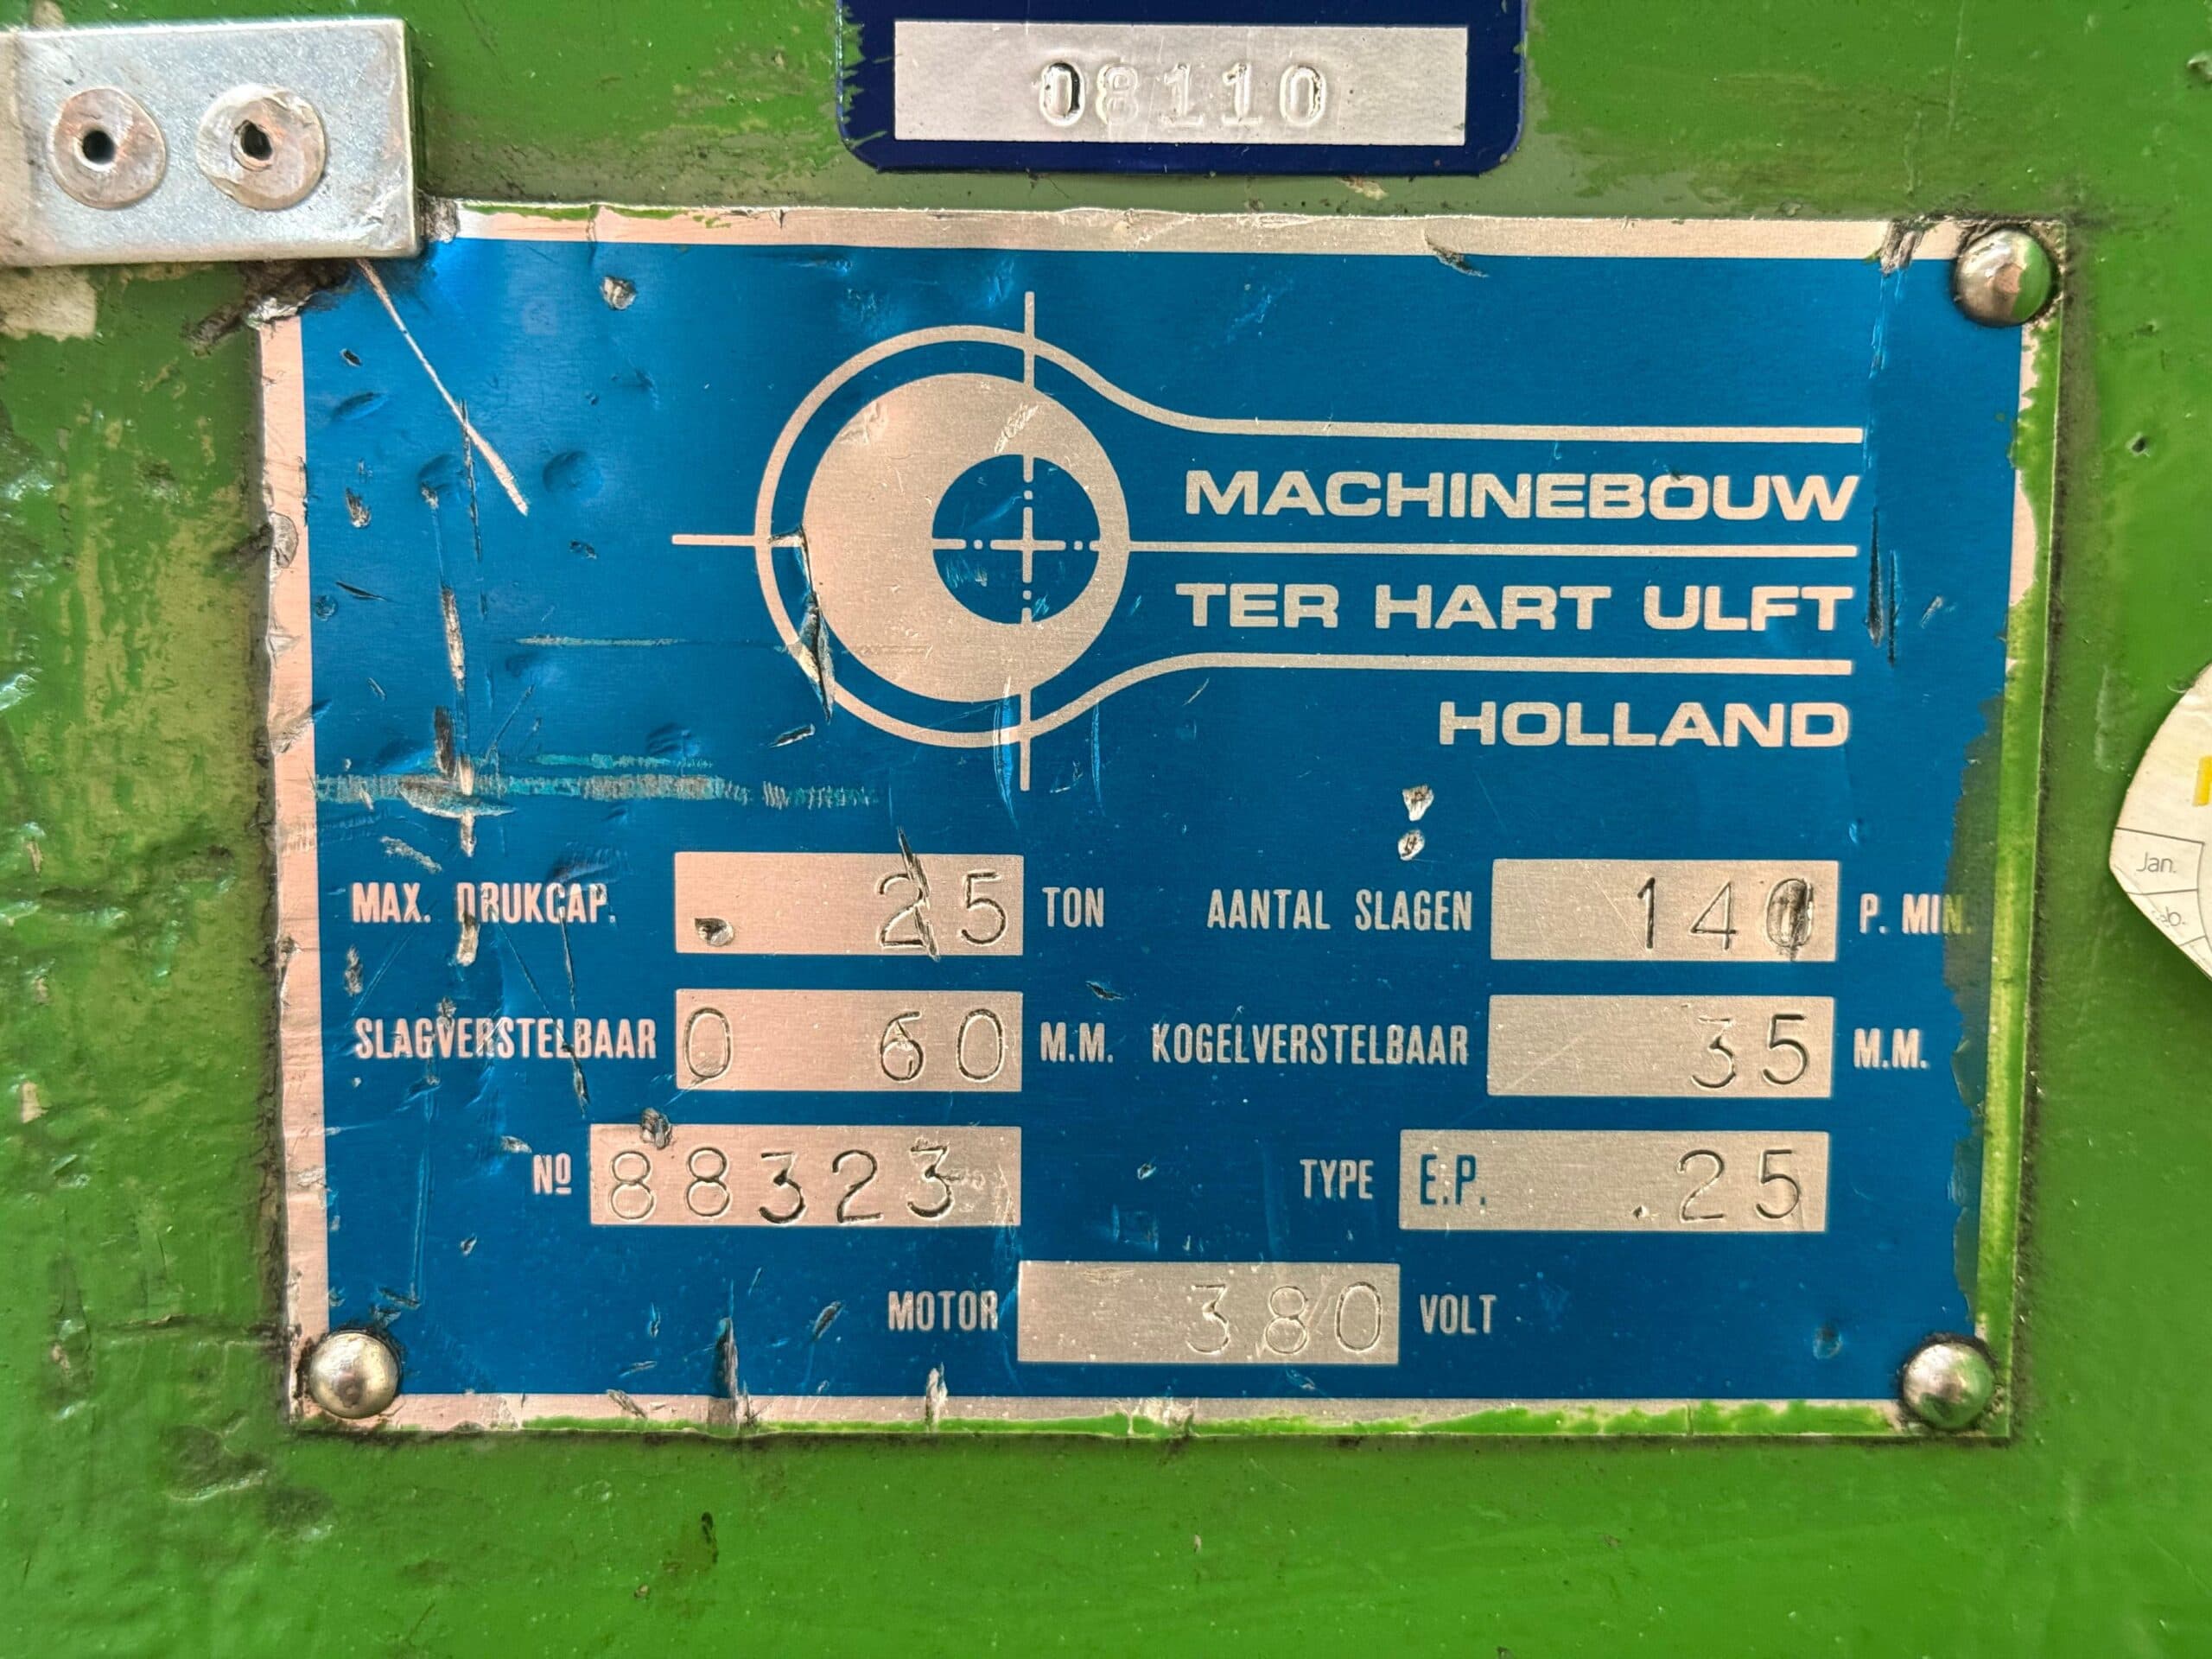 08110
MACHINEBOUW
TER HART ULFT
HOLLAND
MAX. DRUKCAP. 25 TON AANTAL SLAGEN 140 P. MIN.
SLAGVERSTELBAAR 0 60 M.M. KOGELVERSTELBAAR 35 M.M.
Nº 88323 TYPE E.P. .25
MOTOR 380 VOLT
Jan.